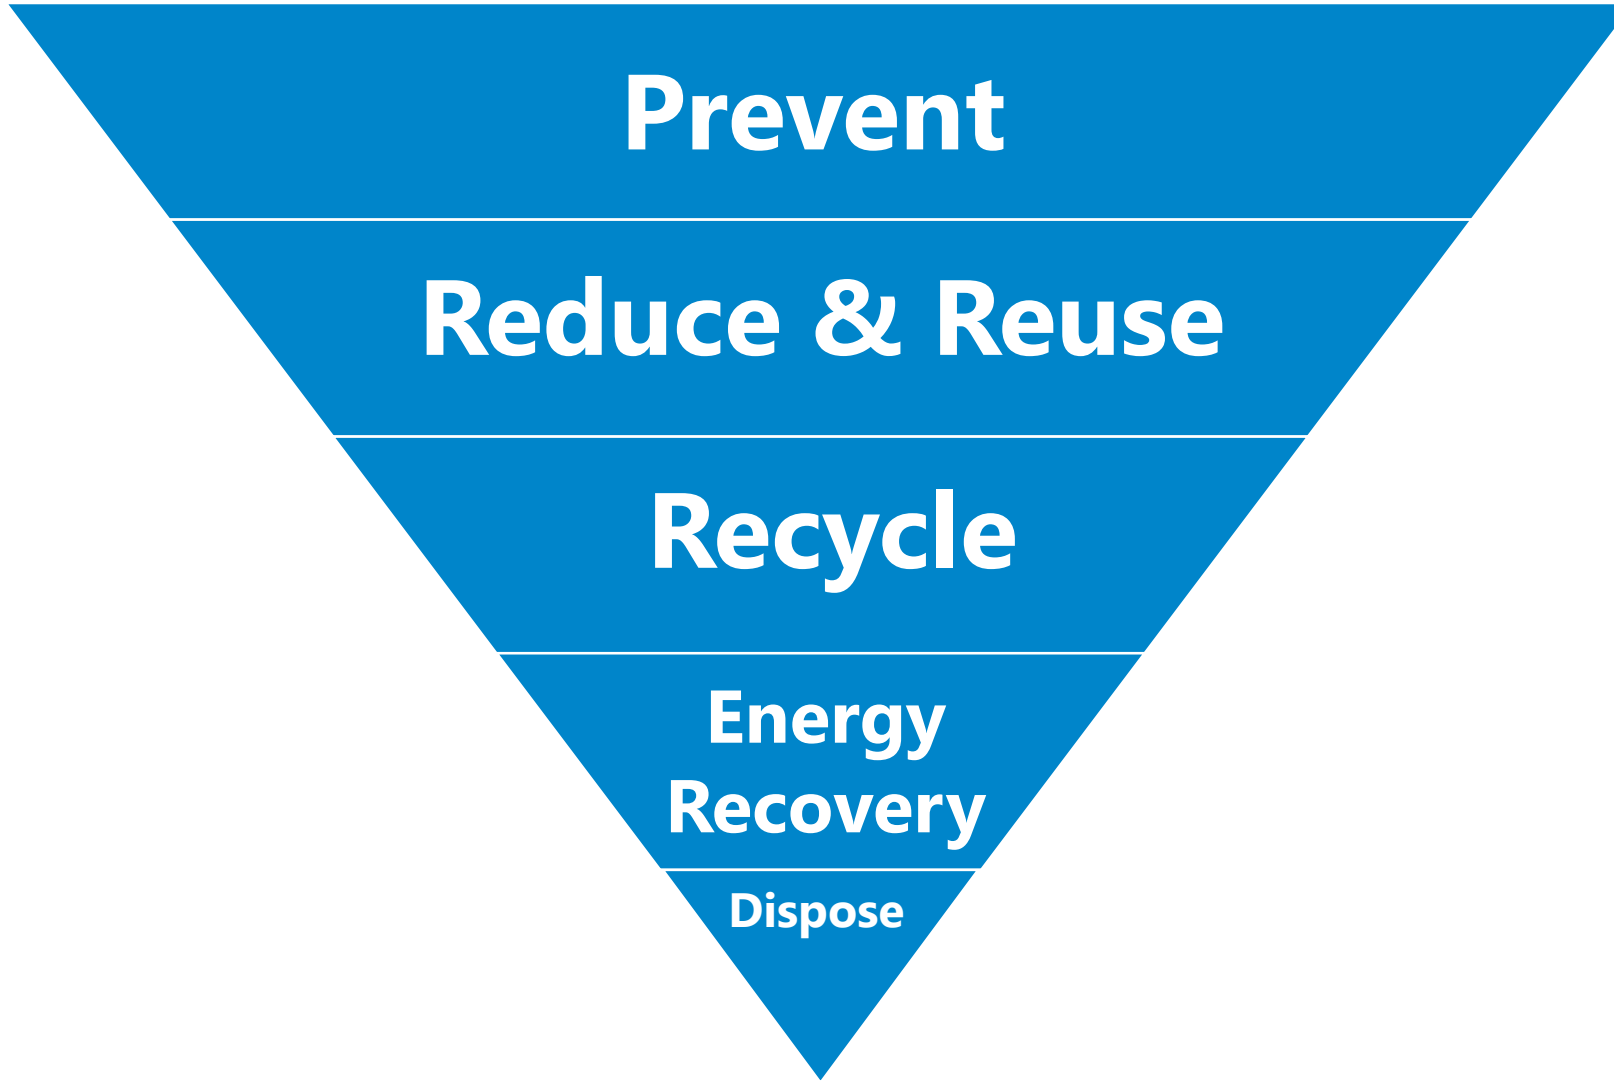 Prevent
Reduce & Reuse
Recycle
Energy
Recovery
Dispose